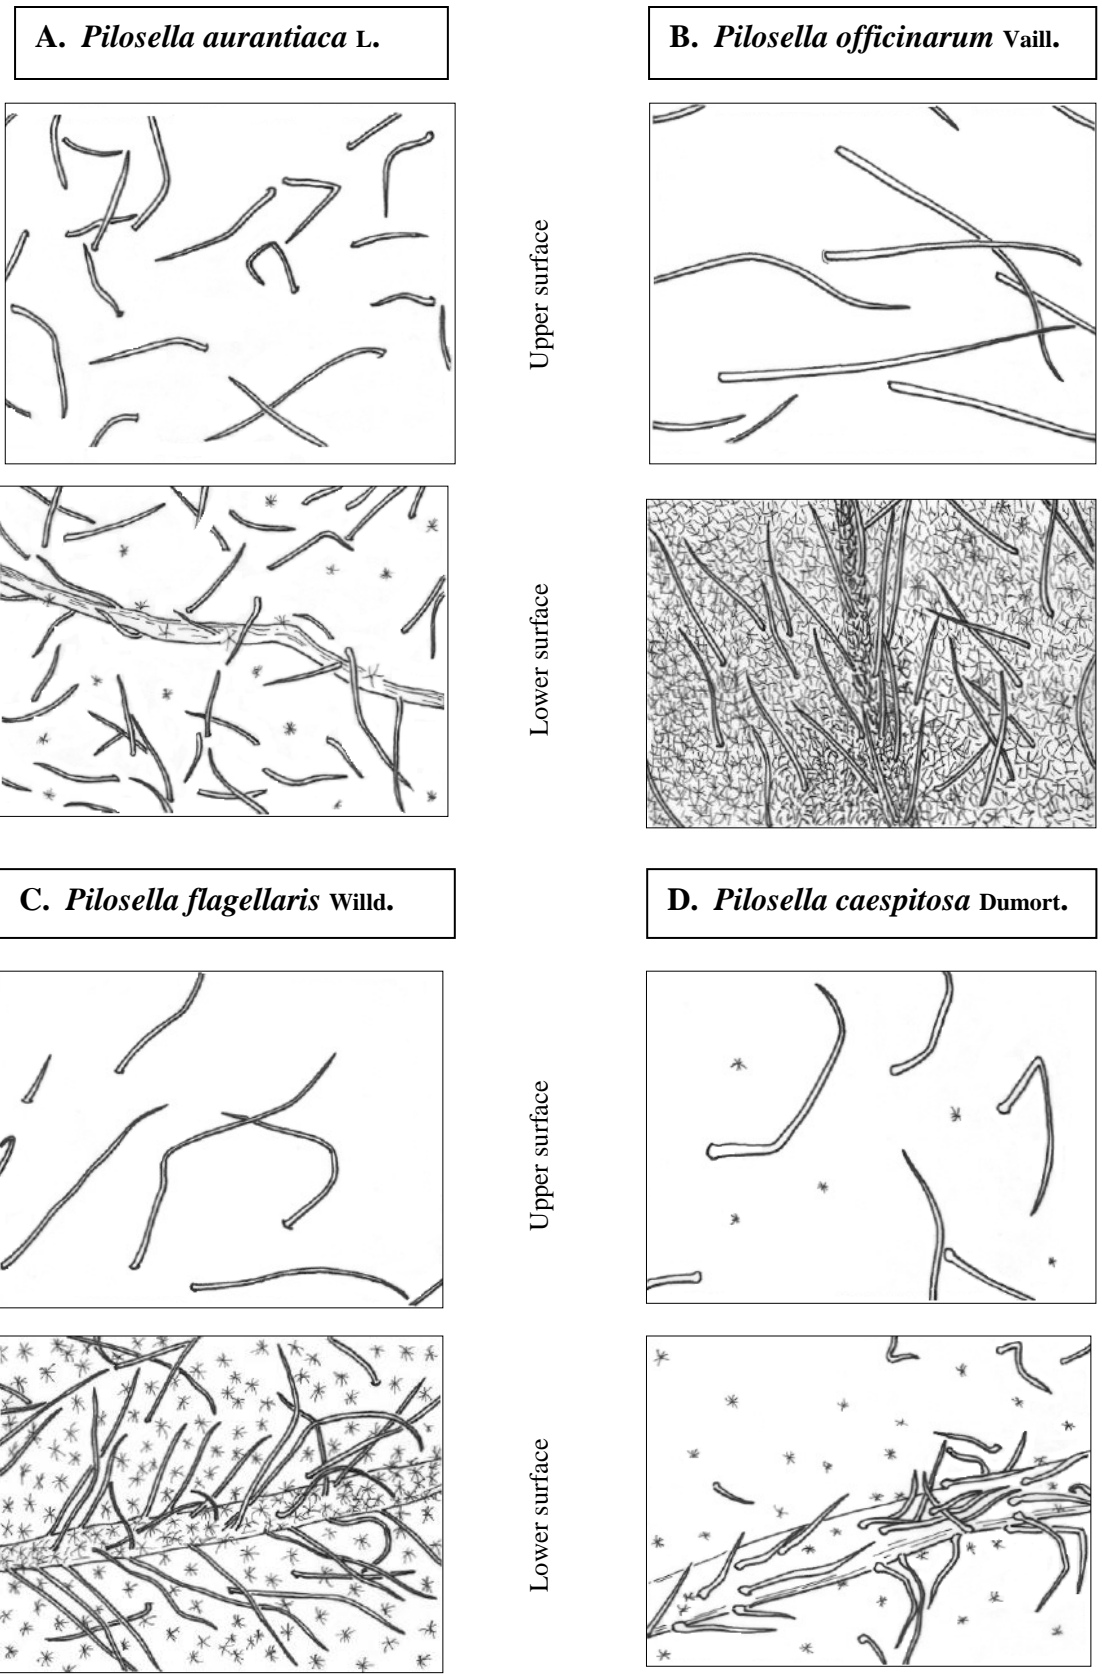 A. Pilosella aurantiaca L.
B. Pilosella officinarum Vaill.
Upper surface
Lower surface
C. Pilosella flagellaris Willd.
D. Pilosella caespitosa Dumort.
Upper surface
Lower surface